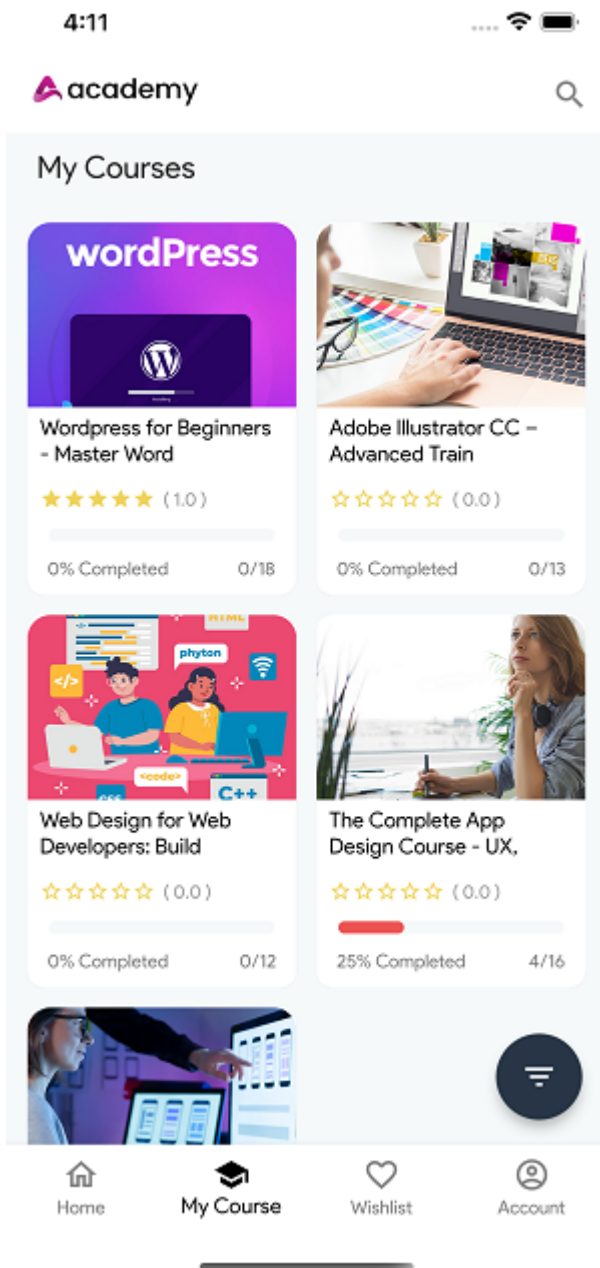 4:11
academy
My Courses
wordPress
Wordpress for Beginners
- Master Word
★★★★★ ( 1.0 )
0% Completed 0/18
Adobe Illustrator CC –
Advanced Train
☆☆☆☆☆ ( 0.0 )
0% Completed 0/13
HTML
phyton
</>
<code>
C++
Web Design for Web
Developers: Build
☆☆☆☆☆ ( 0.0 )
0% Completed 0/12
The Complete App
Design Course - UX,
☆☆☆☆☆ ( 0.0 )
25% Completed 4/16
Home
My Course
Wishlist
Account